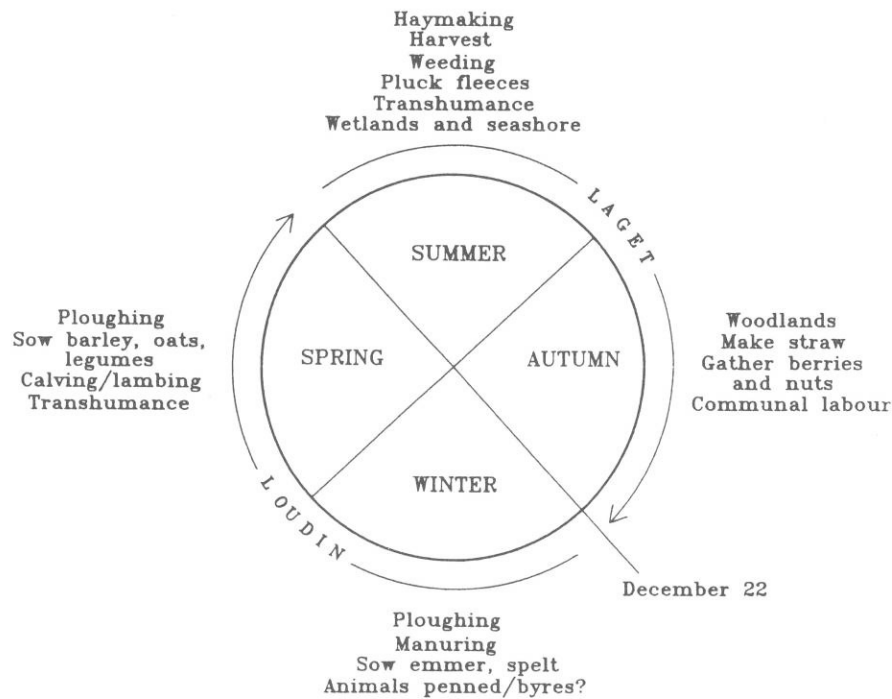 Haymaking
Harvest
Weeding
Pluck fleeces
Transhumance
Wetlands and seashore
LAGET
SUMMER
Ploughing
Sow barley, oats,
legumes
Calving/lambing
Transhumance
SPRING
AUTUMN
Woodlands
Make straw
Gather berries
and nuts
Communal labour
WINTER
LOUDIN
December 22
Ploughing
Manuring
Sow emmer, spelt
Animals penned/byres?